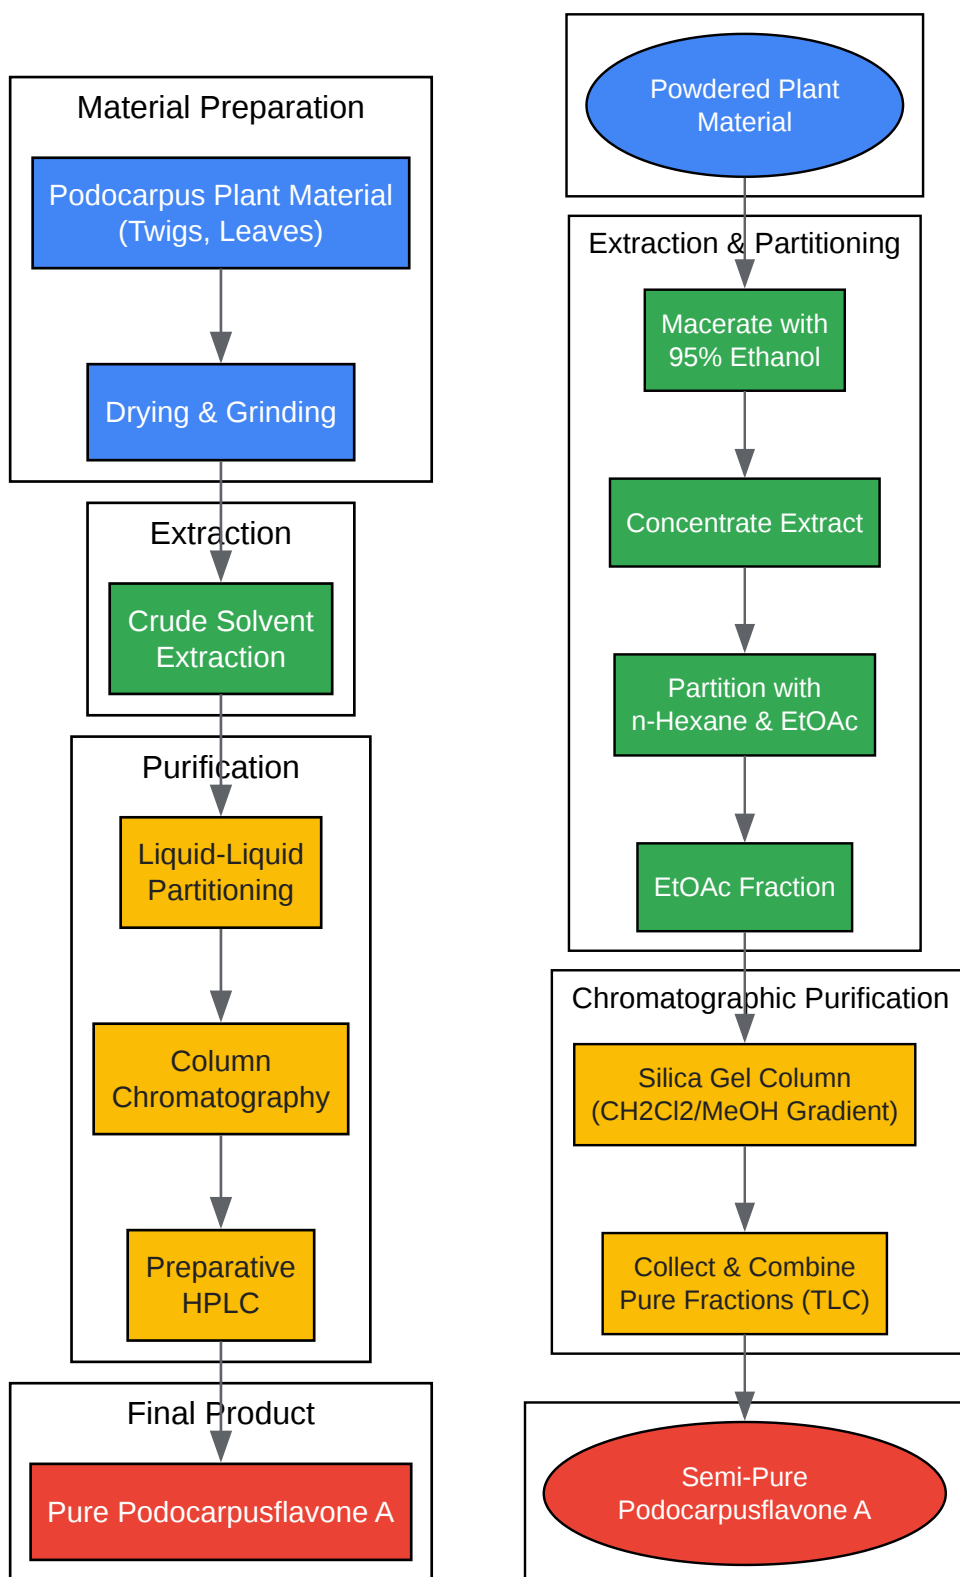 Material Preparation
Podocarpus Plant Material
(Twigs, Leaves)
Drying & Grinding
Extraction
Crude Solvent
Extraction
Purification
Liquid-Liquid
Partitioning
Column
Chromatography
Preparative
HPLC
Final Product
Pure Podocarpusflavone A
Powdered Plant
Material
Extraction & Partitioning
Macerate with
95% Ethanol
Concentrate Extract
Partition with
n-Hexane & EtOAc
EtOAc Fraction
Chromatographic Purification
Silica Gel Column
(CH2Cl2/MeOH Gradient)
Collect & Combine
Pure Fractions (TLC)
Semi-Pure
Podocarpusflavone A